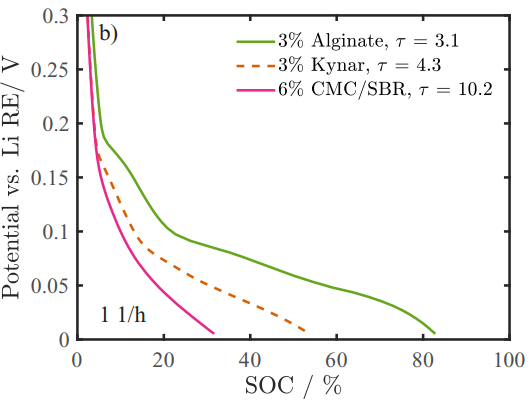 b)
3% Alginate, τ = 3.1
3% Kynar, τ = 4.3
6% CMC/SBR, τ = 10.2
1 1/h
Potential vs. Li RE/ V
0.3
0.25
0.2
0.15
0.1
0.05
0
0 20 40 60 80 100
SOC / %